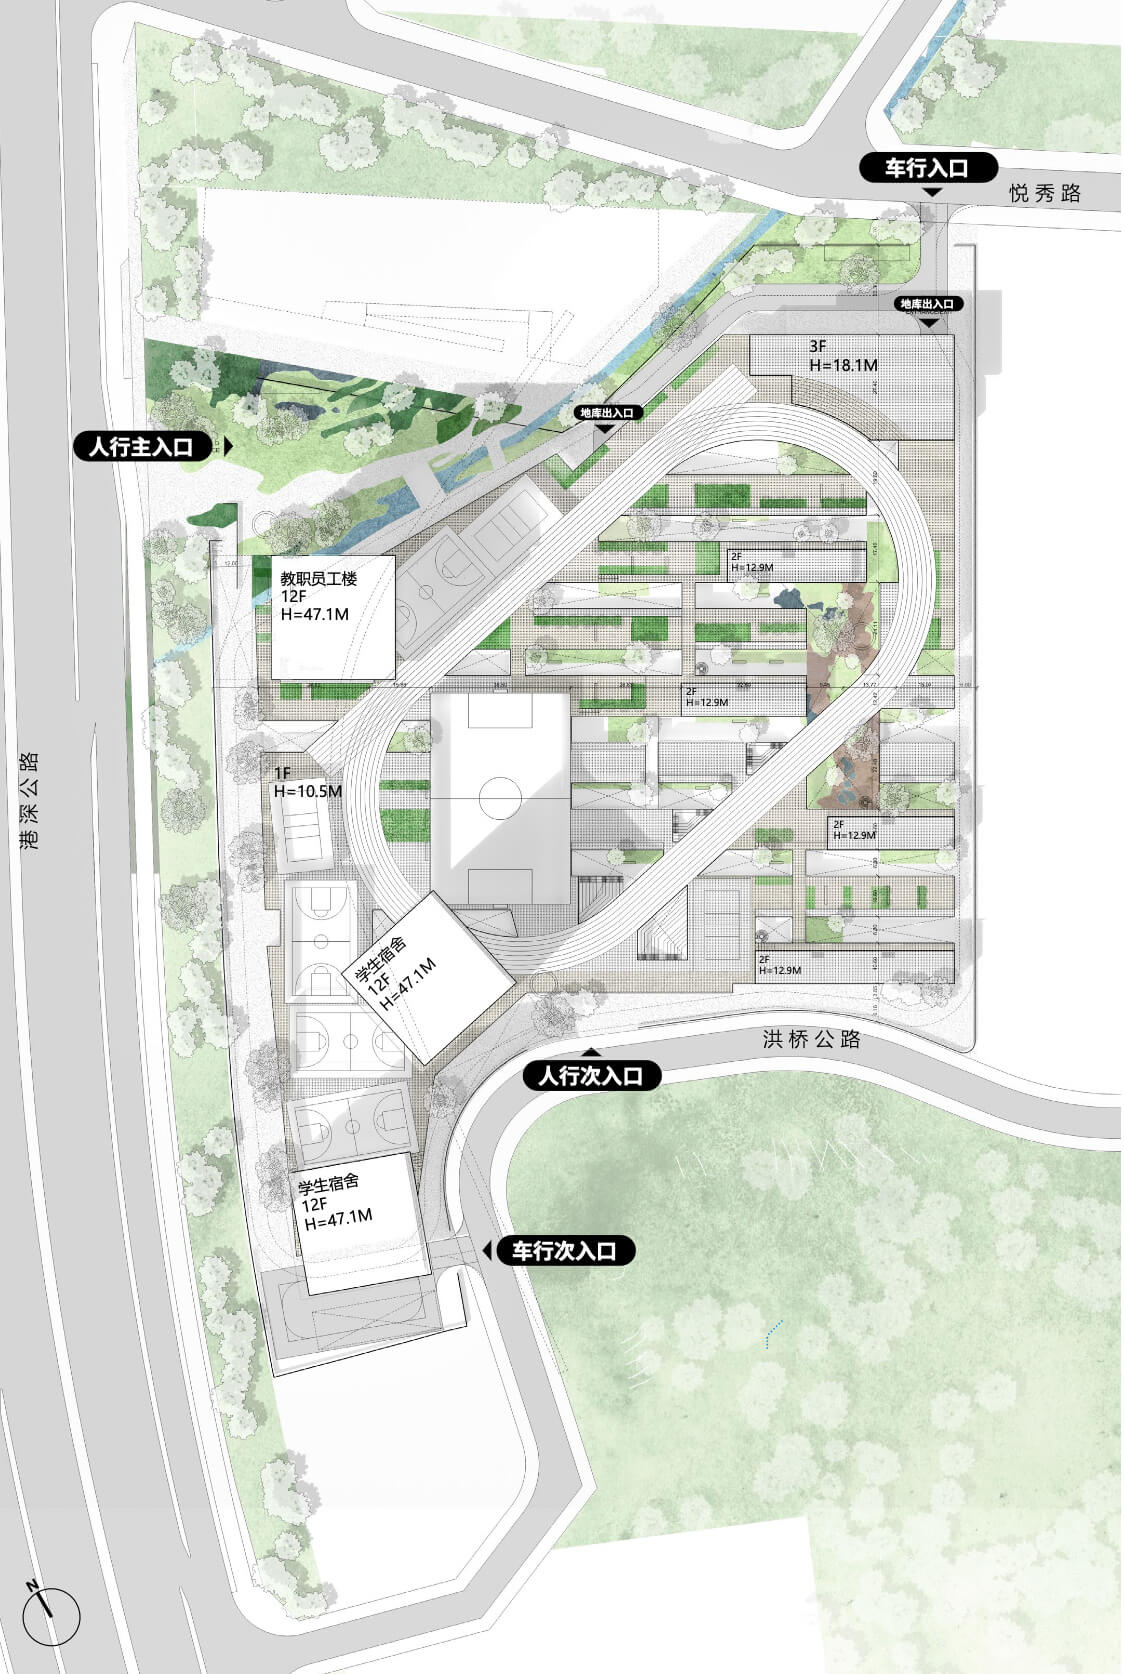 车行入口
悦秀路
地库出入口
3F
H=18.1M
地库出入口
人行主入口
2F
H=12.9M
教职员工楼
12F
H=47.1M
12.00
2F
H=12.9M
1F
H=10.5M
港深公路
2F
H=12.9M
学生宿舍
12F
H=47.1M
2F
H=12.9M
洪桥公路
人行次入口
学生宿舍
12F
H=47.1M
车行次入口
N